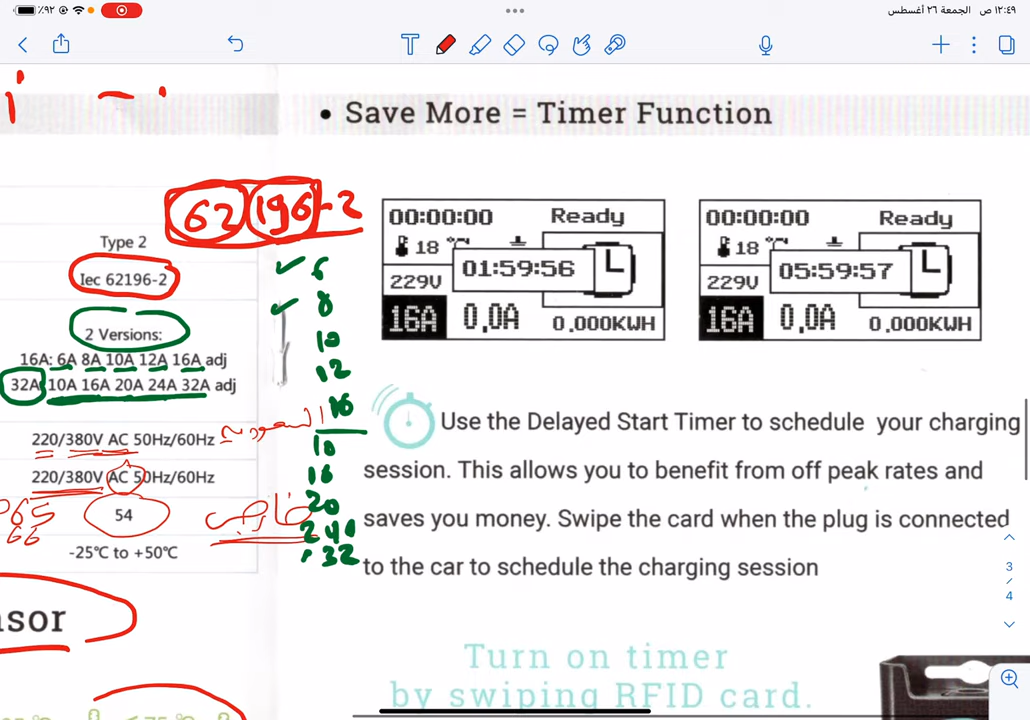 ٩٢٪
١٢:٤٩ ص الجمعة ٢٦ أغسطس
• Save More = Timer Function
62 196-2
Type 2
Iec 62196-2
2 Versions:
16A: 6A 8A 10A 12A 16A adj
32A 10A 16A 20A 24A 32A adj
220/380V AC 50Hz/60Hz
السعودية
220/380V AC 50Hz/60Hz
54
65
66
-25℃ to +50℃
nsor
6
8
10
12
16
10
16
20
24
32
00:00:00 Ready
18 ℃
01:59:56
229V
16A 0,0A 0,000KWH
00:00:00 Ready
18 ℃
05:59:57
229V
16A 0,0A 0,000KWH
Use the Delayed Start Timer to schedule your charging
session. This allows you to benefit from off peak rates and
saves you money. Swipe the card when the plug is connected
to the car to schedule the charging session
Turn on timer
by swiping RFID card.
3
/
4